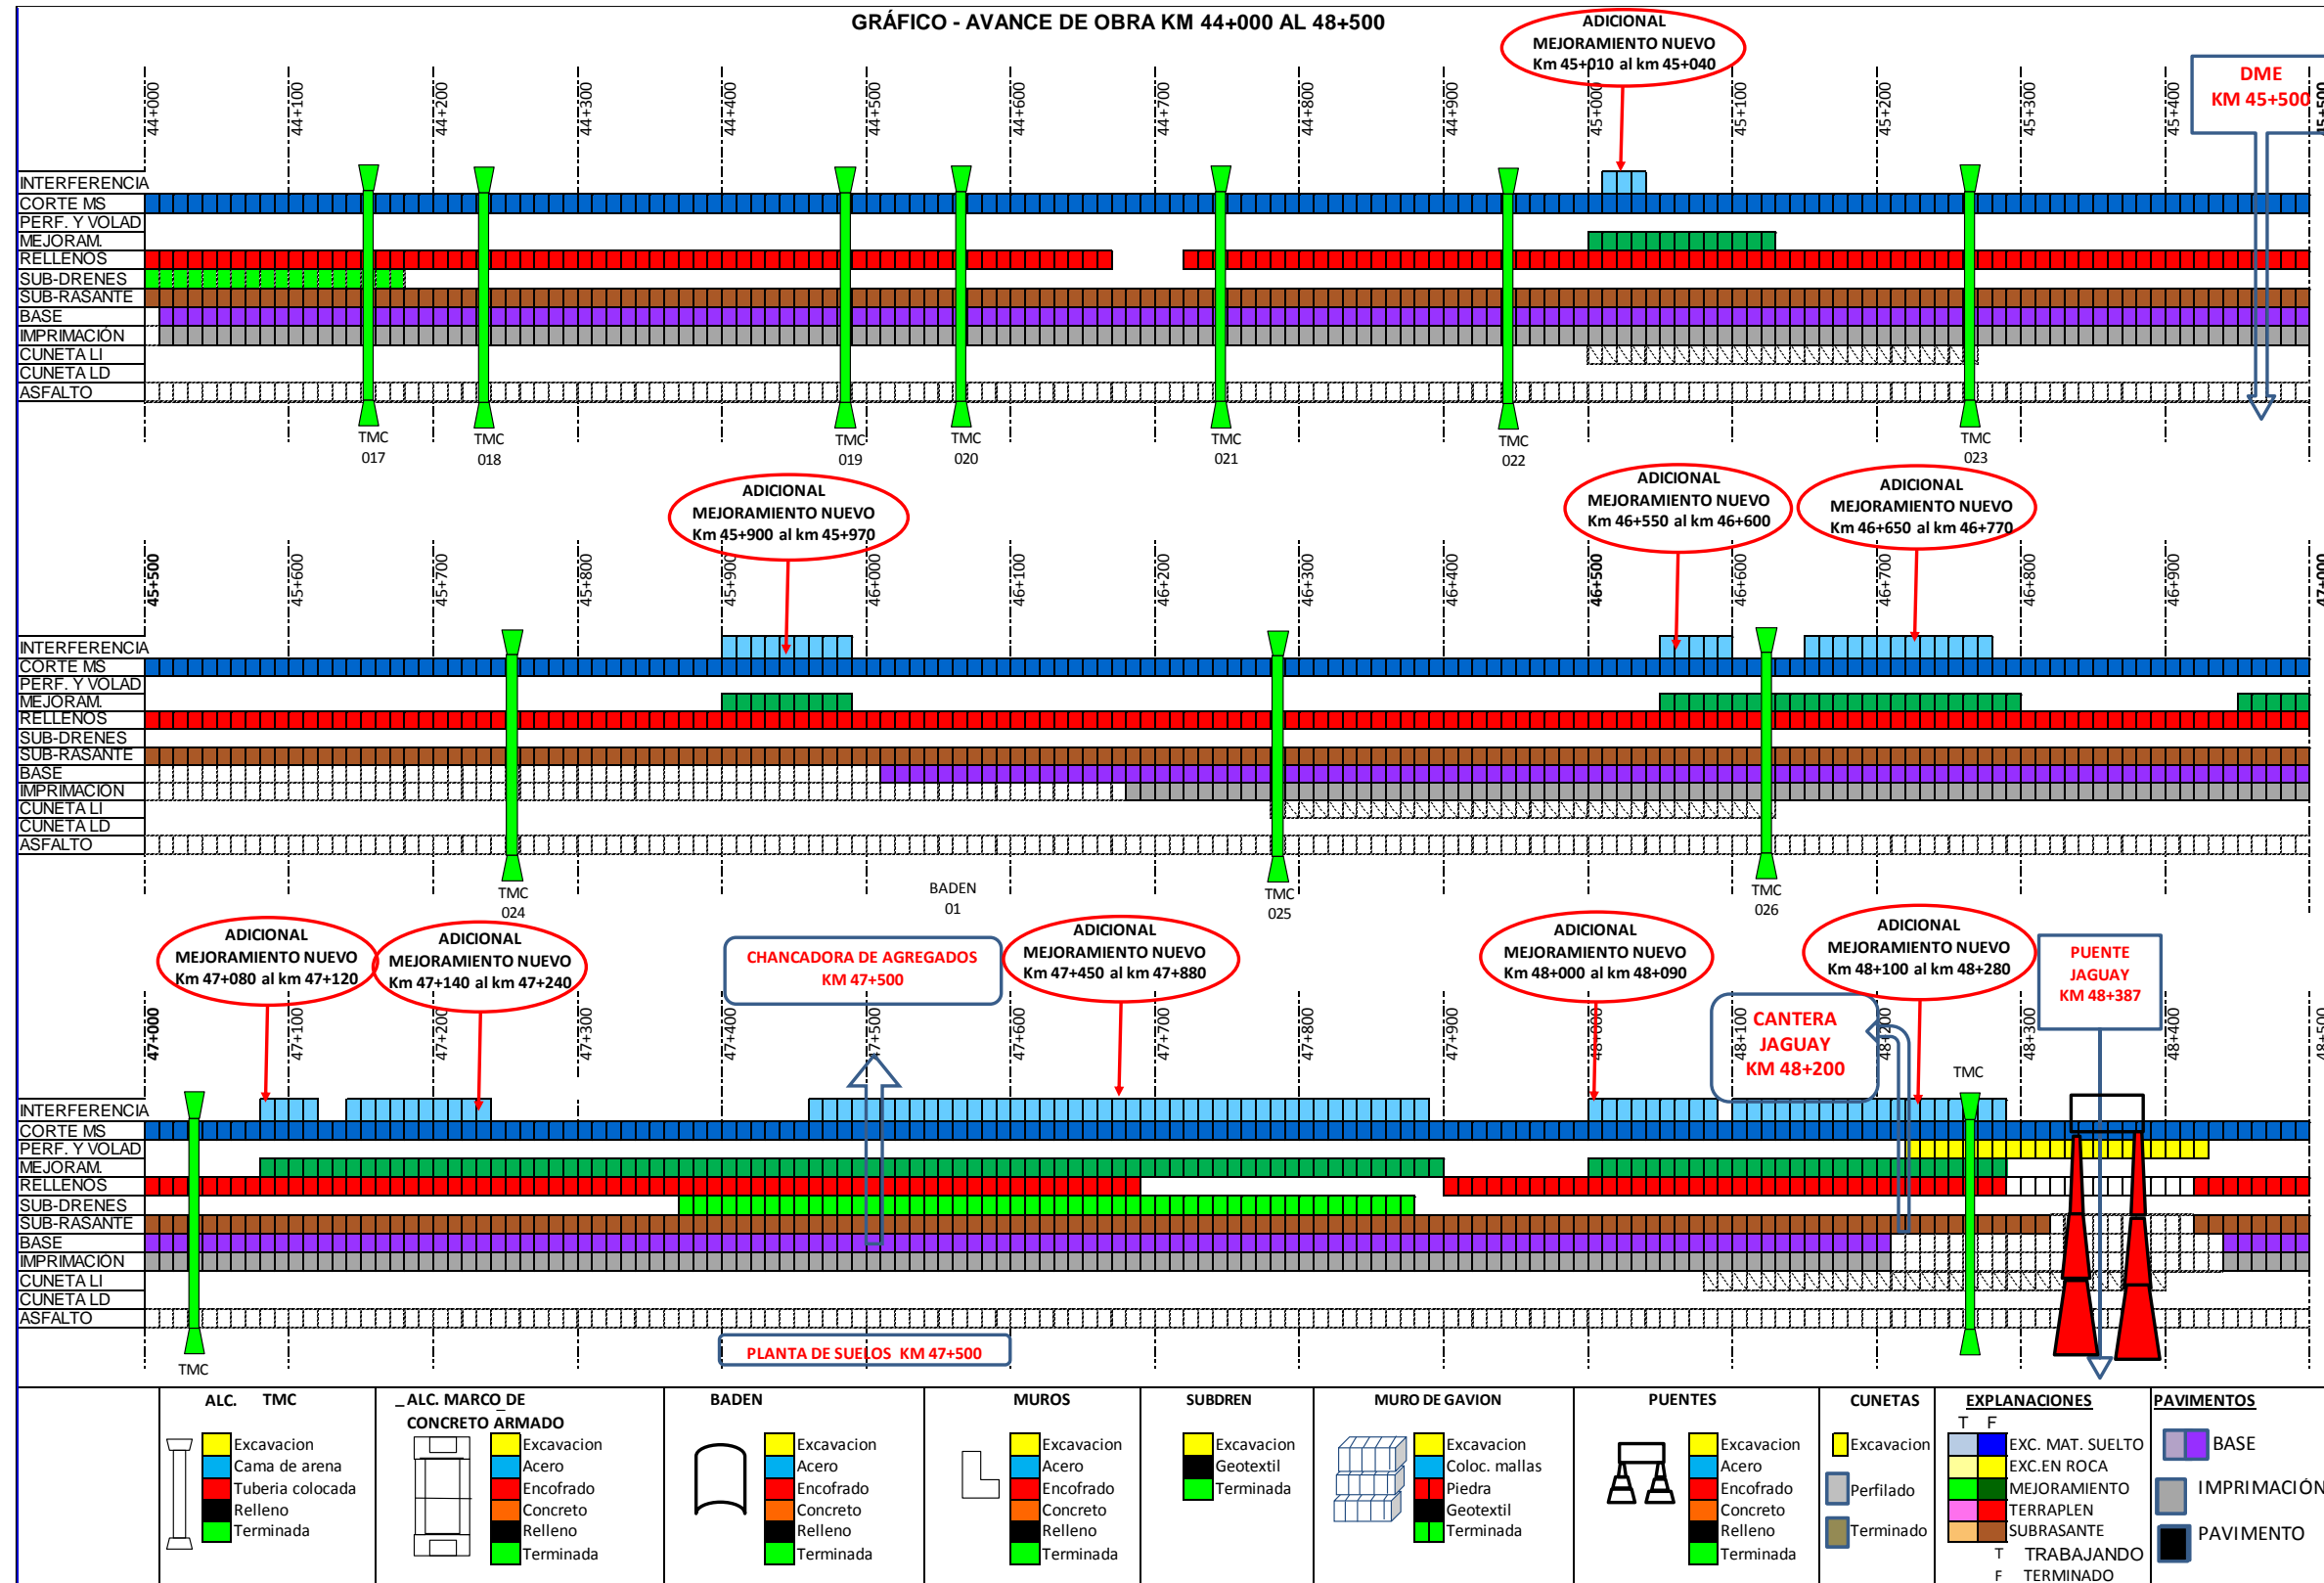 GRÁFICO - AVANCE DE OBRA KM 44+000 AL 48+500
ADICIONAL
MEJORAMIENTO NUEVO
Km 45+010 al km 45+040
DME
KM 45+500
44+000
44+100
44+200
44+300
44+400
44+500
44+600
44+700
44+800
44+900
45+000
45+100
45+200
45+300
45+400
45+500
INTERFERENCIA
CORTE MS
PERF. Y VOLAD
MEJORAM.
RELLENOS
SUB-DRENES
SUB-RASANTE
BASE
IMPRIMACIÓN
CUNETA LI
CUNETA LD
ASFALTO
TMC
017
TMC
018
TMC
019
TMC
020
TMC
021
TMC
022
TMC
023
ADICIONAL
MEJORAMIENTO NUEVO
Km 45+900 al km 45+970
ADICIONAL
MEJORAMIENTO NUEVO
Km 46+550 al km 46+600
ADICIONAL
MEJORAMIENTO NUEVO
Km 46+650 al km 46+770
45+500
45+600
45+700
45+800
45+900
46+000
46+100
46+200
46+300
46+400
46+500
46+600
46+700
46+800
46+900
47+000
INTERFERENCIA
CORTE MS
PERF. Y VOLAD
MEJORAM.
RELLENOS
SUB-DRENES
SUB-RASANTE
BASE
IMPRIMACIÓN
CUNETA LI
CUNETA LD
ASFALTO
TMC
024
BADEN
01
TMC
025
TMC
026
ADICIONAL
MEJORAMIENTO NUEVO
Km 47+080 al km 47+120
ADICIONAL
MEJORAMIENTO NUEVO
Km 47+140 al km 47+240
CHANCADORA DE AGREGADOS
KM 47+500
ADICIONAL
MEJORAMIENTO NUEVO
Km 47+450 al km 47+880
ADICIONAL
MEJORAMIENTO NUEVO
Km 48+000 al km 48+090
ADICIONAL
MEJORAMIENTO NUEVO
Km 48+100 al km 48+280
PUENTE
JAGUAY
KM 48+387
CANTERA
JAGUAY
KM 48+200
47+000
47+100
47+200
47+300
47+400
47+500
47+600
47+700
47+800
47+900
48+000
48+100
48+200
48+300
48+400
48+500
TMC
INTERFERENCIA
CORTE MS
PERF. Y VOLAD
MEJORAM.
RELLENOS
SUB-DRENES
SUB-RASANTE
BASE
IMPRIMACIÓN
CUNETA LI
CUNETA LD
ASFALTO
TMC
PLANTA DE SUELOS KM 47+500
ALC. TMC
Excavacion
Cama de arena
Tuberia colocada
Relleno
Terminada
_ALC. MARCO DE
CONCRETO ARMADO
Excavacion
Acero
Encofrado
Concreto
Relleno
Terminada
BADEN
Excavacion
Acero
Encofrado
Concreto
Relleno
Terminada
MUROS
Excavacion
Acero
Encofrado
Concreto
Relleno
Terminada
SUBDREN
Excavacion
Geotextil
Terminada
MURO DE GAVION
Excavacion
Coloc. mallas
Piedra
Geotextil
Terminada
PUENTES
Excavacion
Acero
Encofrado
Concreto
Relleno
Terminada
CUNETAS
Excavacion
Perfilado
Terminado
EXPLANACIONES
T F
EXC. MAT. SUELTO
EXC.EN ROCA
MEJORAMIENTO
TERRAPLEN
SUBRASANTE
T TRABAJANDO
F TERMINADO
PAVIMENTOS
BASE
IMPRIMACIÓN
PAVIMENTO